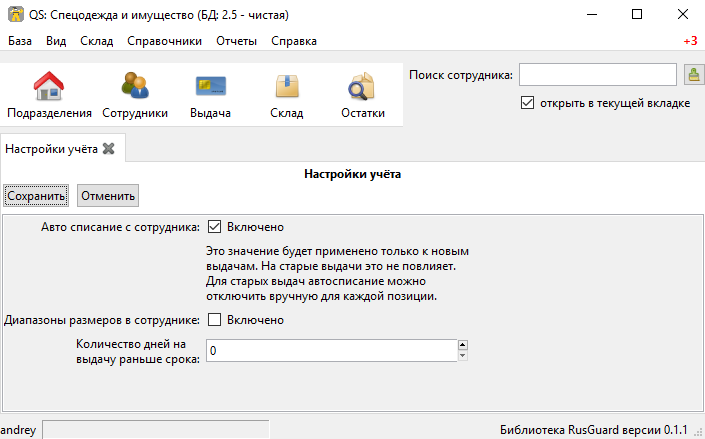 QS: Спецодежда и имущество (БД: 2.5 - чистая)
База Вид Склад Справочники Отчеты Справка +3
Поиск сотрудника:
открыть в текущей вкладке
Подразделения Сотрудники Выдача Склад Остатки
Настройки учёта
Настройки учёта
Сохранить Отменить
Авто списание с сотрудника: Включено
Это значение будет применено только к новым
выдачам. На старые выдачи это не повлияет.
Для старых выдач автосписание можно
отключить вручную для каждой позиции.
Диапазоны размеров в сотруднике: Включено
Количество дней на
выдачу раньше срока: 0
andrey Библиотека RusGuard версии 0.1.1